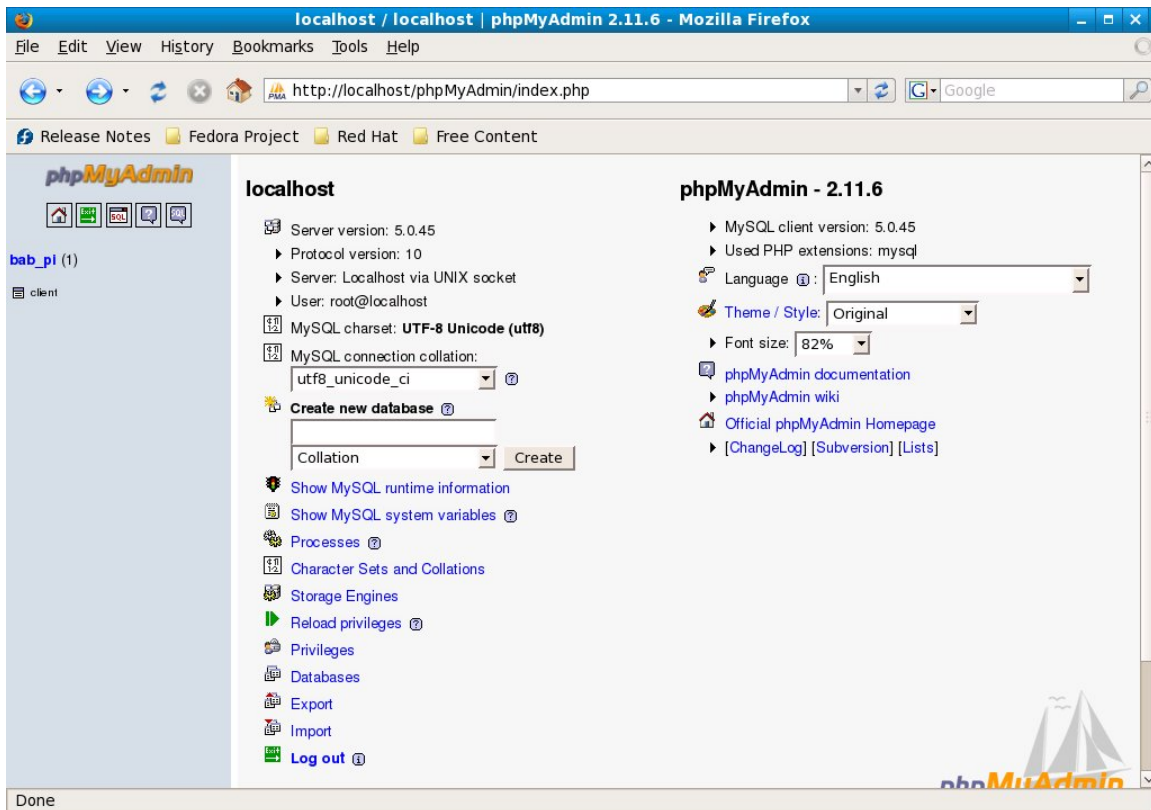 localhost / localhost | phpMyAdmin 2.11.6 - Mozilla Firefox
File Edit View History Bookmarks Tools Help
PMA http://localhost/phpMyAdmin/index.php G Google
Release Notes Fedora Project Red Hat Free Content
phpMyAdmin
Exit SQL ? SQL
bab_pi (1)
client
localhost
Server version: 5.0.45
Protocol version: 10
Server: Localhost via UNIX socket
User: root@localhost
MySQL charset: UTF-8 Unicode (utf8)
MySQL connection collation:
utf8_unicode_ci
Create new database
Collation Create
Show MySQL runtime information
Show MySQL system variables
Processes
Character Sets and Collations
Storage Engines
Reload privileges
Privileges
Databases
Export
Import
Log out
phpMyAdmin - 2.11.6
MySQL client version: 5.0.45
Used PHP extensions: mysql
Language : English
Theme / Style: Original
Font size: 82%
phpMyAdmin documentation
phpMyAdmin wiki
Official phpMyAdmin Homepage
[ChangeLog] [Subversion] [Lists]
phpMyAdmin
Done